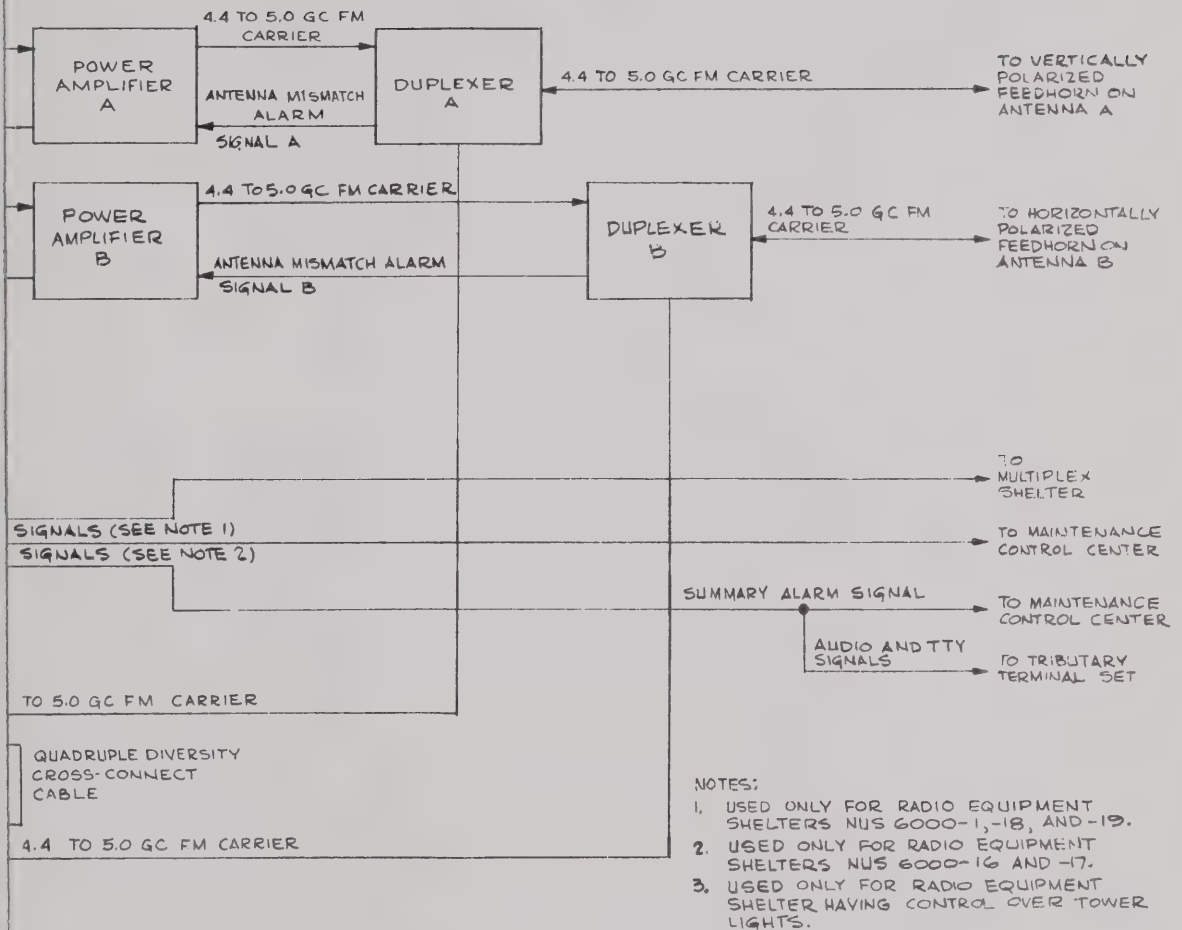 4.4 TO 5.0 GC FM
CARRIER
POWER
AMPLIFIER
A
DUPLEXER
A
4.4 TO 5.0 GC FM CARRIER
TO VERTICALLY
POLARIZED
FEEDHORN ON
ANTENNA A
ANTENNA MISMATCH
ALARM
SIGNAL A
4.4 TO 5.0 GC FM CARRIER
POWER
AMPLIFIER
B
DUPLEXER
B
4.4 TO 5.0 GC FM
CARRIER
TO HORIZONTALLY
POLARIZED
FEEDHORN ON
ANTENNA B
ANTENNA MISMATCH ALARM
SIGNAL B
TO
MULTIPLEX
SHELTER
SIGNALS (SEE NOTE 1)
TO MAINTENANCE
CONTROL CENTER
SIGNALS (SEE NOTE 2)
SUMMARY ALARM SIGNAL
TO MAINTENANCE
CONTROL CENTER
AUDIO AND TTY
SIGNALS
TO TRIBUTARY
TERMINAL SET
TO 5.0 GC FM CARRIER
QUADRUPLE DIVERSITY
CROSS-CONNECT
CABLE
4.4 TO 5.0 GC FM CARRIER
NOTES:
1. USED ONLY FOR RADIO EQUIPMENT
SHELTERS NUS 6000-1,-18, AND -19.
2. USED ONLY FOR RADIO EQUIPMENT
SHELTERS NUS 6000-16 AND -17.
3. USED ONLY FOR RADIO EQUIPMENT
SHELTER HAVING CONTROL OVER TOWER
LIGHTS.